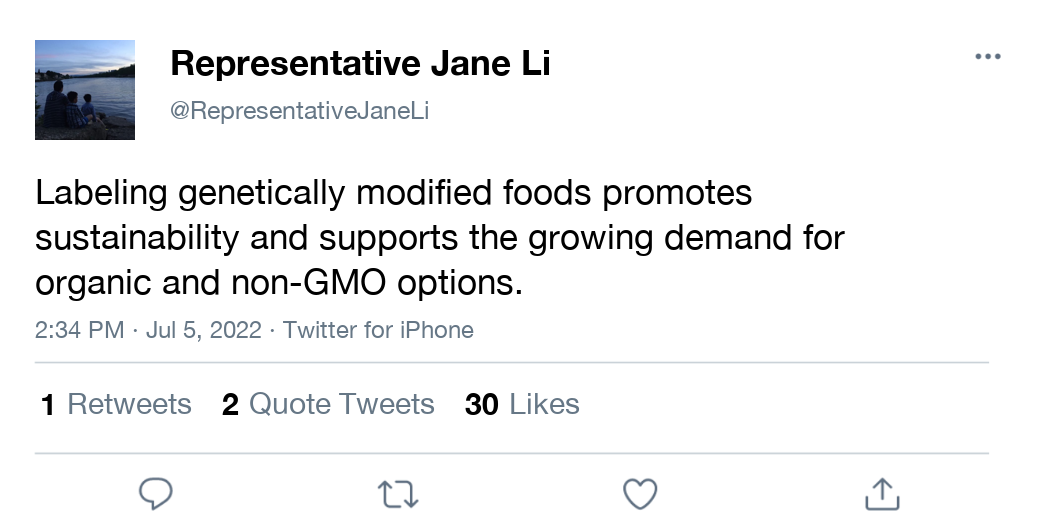 Representative Jane Li
@RepresentativeJaneLi
Labeling genetically modified foods promotes
sustainability and supports the growing demand for
organic and non-GMO options.
2:34 PM · Jul 5, 2022 · Twitter for iPhone
1 Retweets 2 Quote Tweets 30 Likes